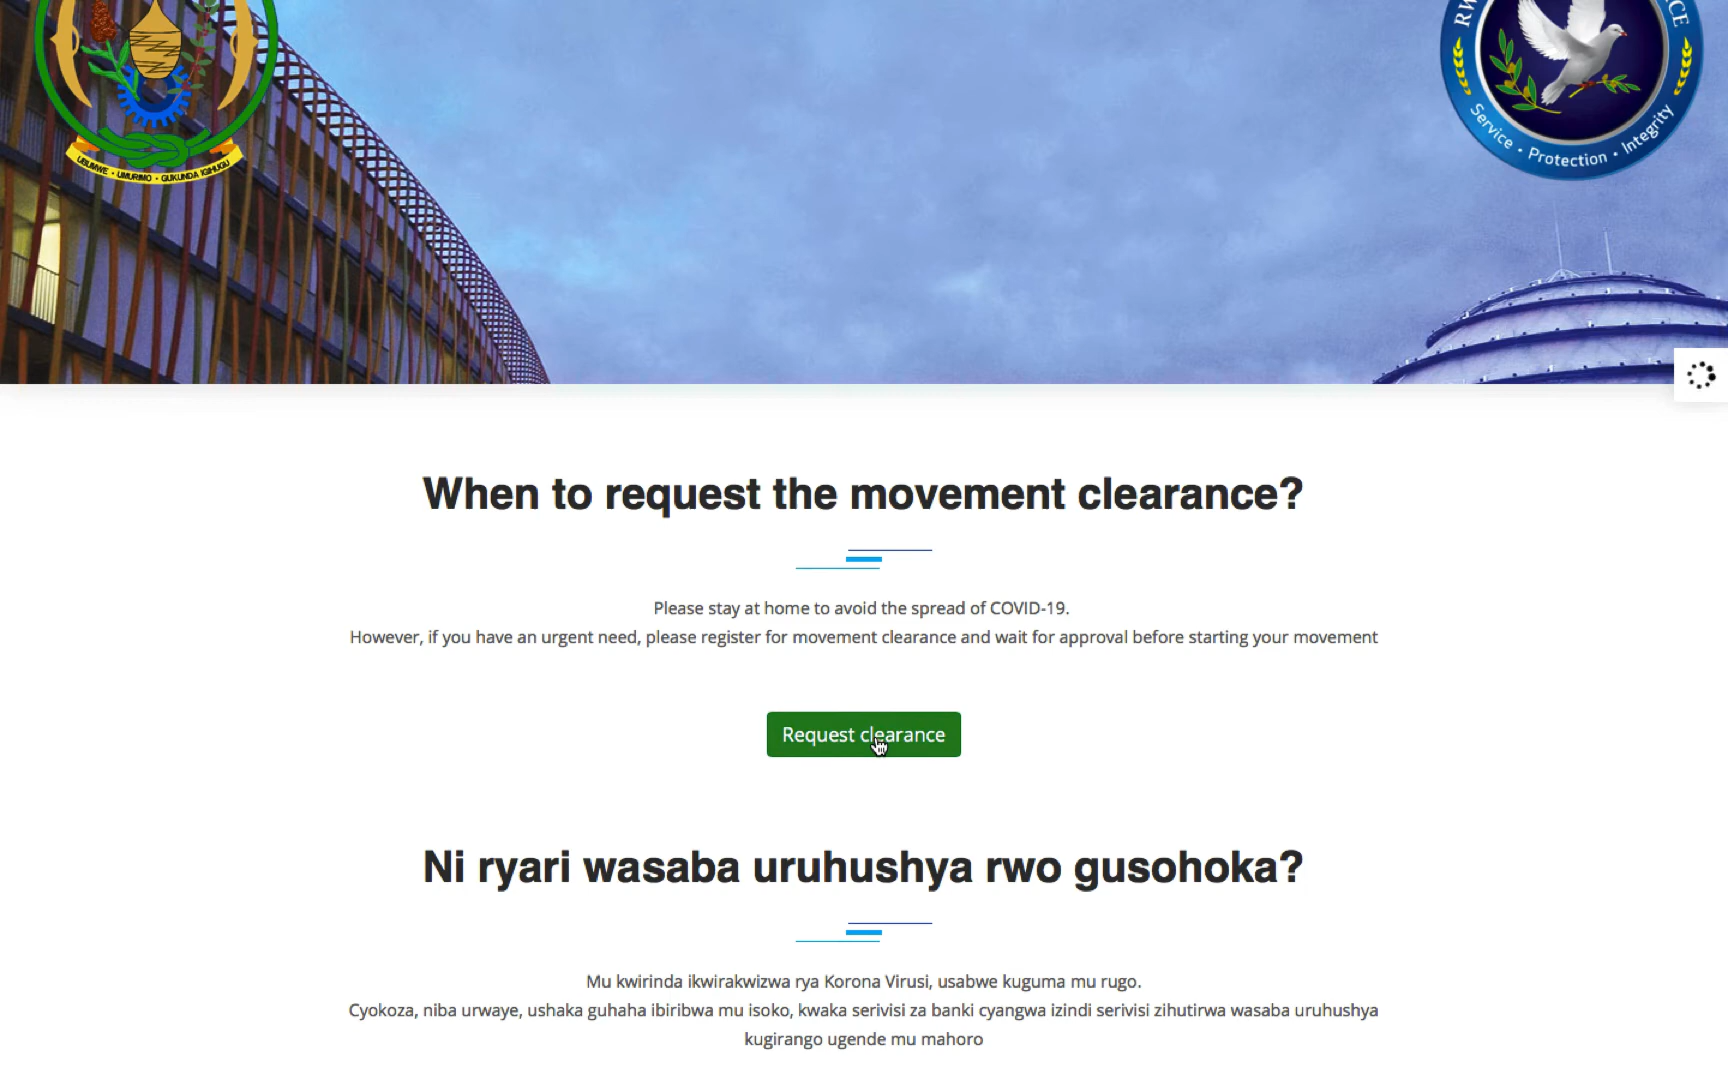 UBUMWE • UMURIMO • GUKUNDA IGIHUGU
Service • Protection • Integrity
When to request the movement clearance?
Please stay at home to avoid the spread of COVID-19.
However, if you have an urgent need, please register for movement clearance and wait for approval before starting your movement
Request clearance
Ni ryari wasaba uruhushya rwo gusohoka?
Mu kwirinda ikwirakwizwa rya Korona Virusi, usabwe kuguma mu rugo.
Cyokoza, niba urwaye, ushaka guhaha ibiribwa mu isoko, kwaka serivisi za banki cyangwa izindi serivisi zihutirwa wasaba uruhushya
kugirango ugende mu mahoro